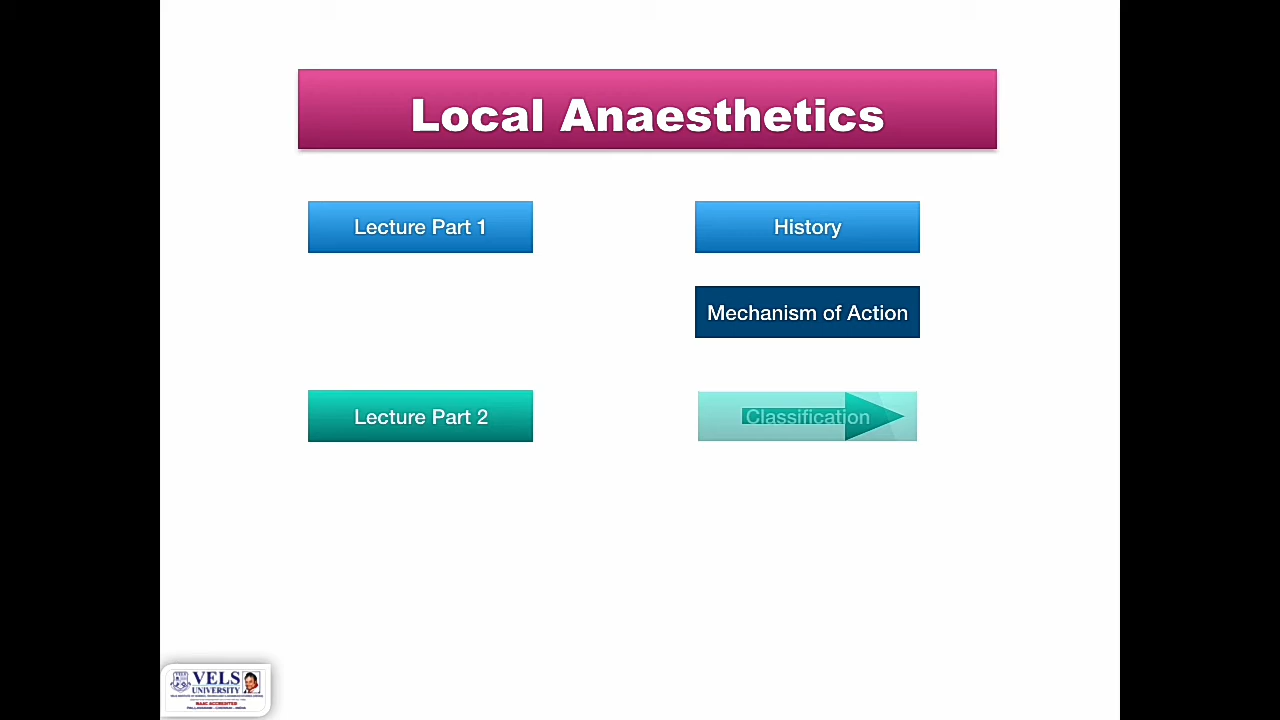 Local Anaesthetics
Lecture Part 1
History
Mechanism of Action
Lecture Part 2
Classification
VELS
UNIVERSITY